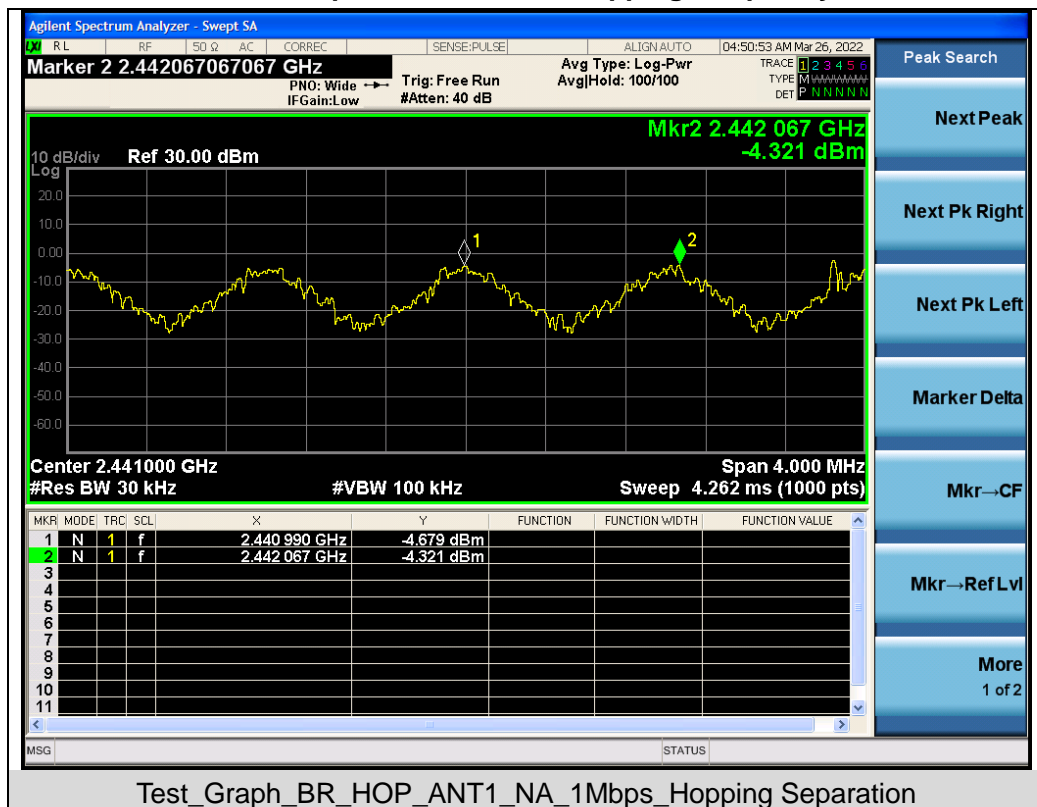 Agilent Spectrum Analyzer - Swept SA
LXI RL RF 50 Ω AC CORREC SENSE:PULSE ALIGN AUTO 04:50:53 AM Mar 26, 2022
Marker 2 2.442067067067 GHz
PNO: Wide
IFGain:Low
Trig: Free Run
#Atten: 40 dB
Avg Type: Log-Pwr
Avg|Hold: 100/100
TRACE 1 2 3 4 5 6
TYPE M WWWWW
DET P N N N N N
Mkr2 2.442 067 GHz
-4.321 dBm
10 dB/div Ref 30.00 dBm
Log
20.0
10.0
0.00
-10.0
-20.0
-30.0
-40.0
-50.0
-60.0
1
2
Center 2.441000 GHz Span 4.000 MHz
#Res BW 30 kHz #VBW 100 kHz Sweep 4.262 ms (1000 pts)
MKR MODE TRC SCL X Y FUNCTION FUNCTION WIDTH FUNCTION VALUE
1 N 1 f 2.440 990 GHz -4.679 dBm
2 N 1 f 2.442 067 GHz -4.321 dBm
3
4
5
6
7
8
9
10
11
MSG STATUS
Peak Search
Next Peak
Next Pk Right
Next Pk Left
Marker Delta
Mkr→CF
Mkr→Ref Lvl
More
1 of 2
Test_Graph_BR_HOP_ANT1_NA_1Mbps_Hopping Separation